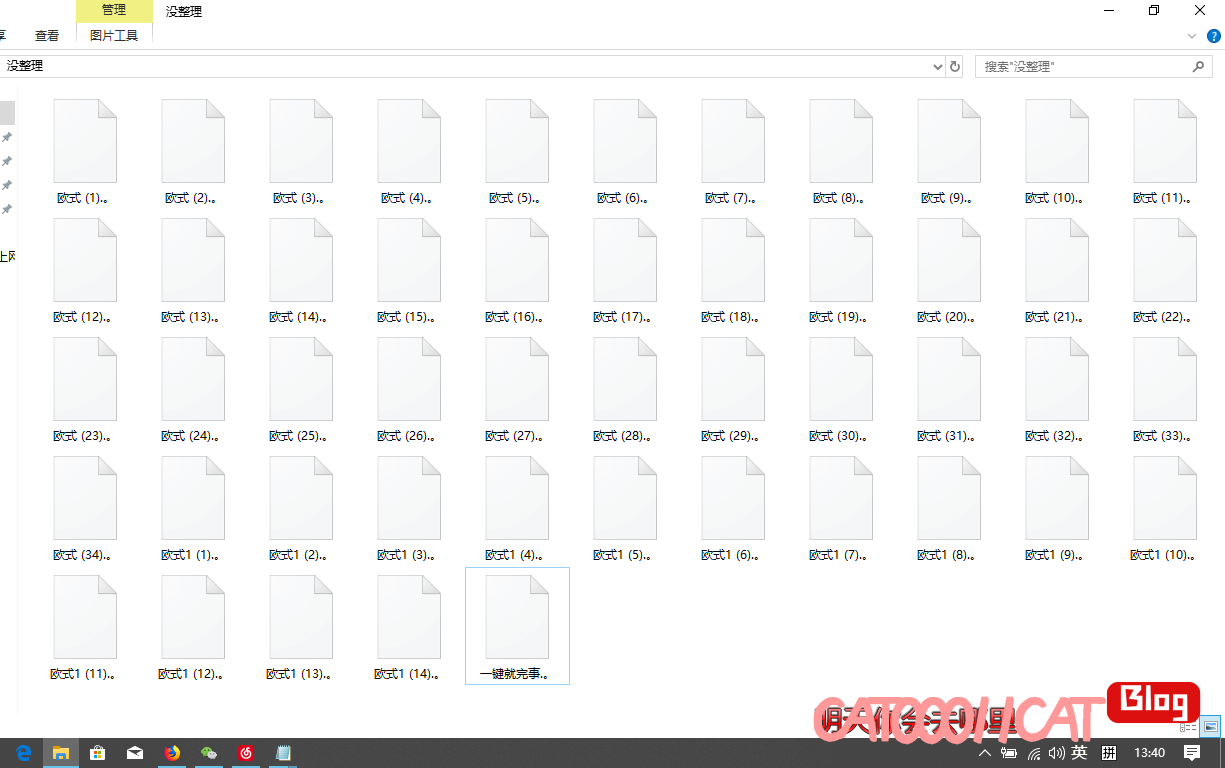 管理
没整理
享
查看
图片工具
没整理
搜索"没整理"
欧式 (1).。
欧式 (2).。
欧式 (3).。
欧式 (4).。
欧式 (5).。
欧式 (6).。
欧式 (7).。
欧式 (8).。
欧式 (9).。
欧式 (10).。
欧式 (11).。
上网
欧式 (12).。
欧式 (13).。
欧式 (14).。
欧式 (15).。
欧式 (16).。
欧式 (17).。
欧式 (18).。
欧式 (19).。
欧式 (20).。
欧式 (21).。
欧式 (22).。
欧式 (23).。
欧式 (24).。
欧式 (25).。
欧式 (26).。
欧式 (27).。
欧式 (28).。
欧式 (29).。
欧式 (30).。
欧式 (31).。
欧式 (32).。
欧式 (33).。
欧式 (34).。
欧式1 (1).。
欧式1 (2).。
欧式1 (3).。
欧式1 (4).。
欧式1 (5).。
欧式1 (6).。
欧式1 (7).。
欧式1 (8).。
欧式1 (9).。
欧式1 (10).。
欧式1 (11).。
欧式1 (12).。
欧式1 (13).。
欧式1 (14).。
一键就完事.。
CATOOOHCAT
Blog
明天你会去哪里
英
拼
13:40